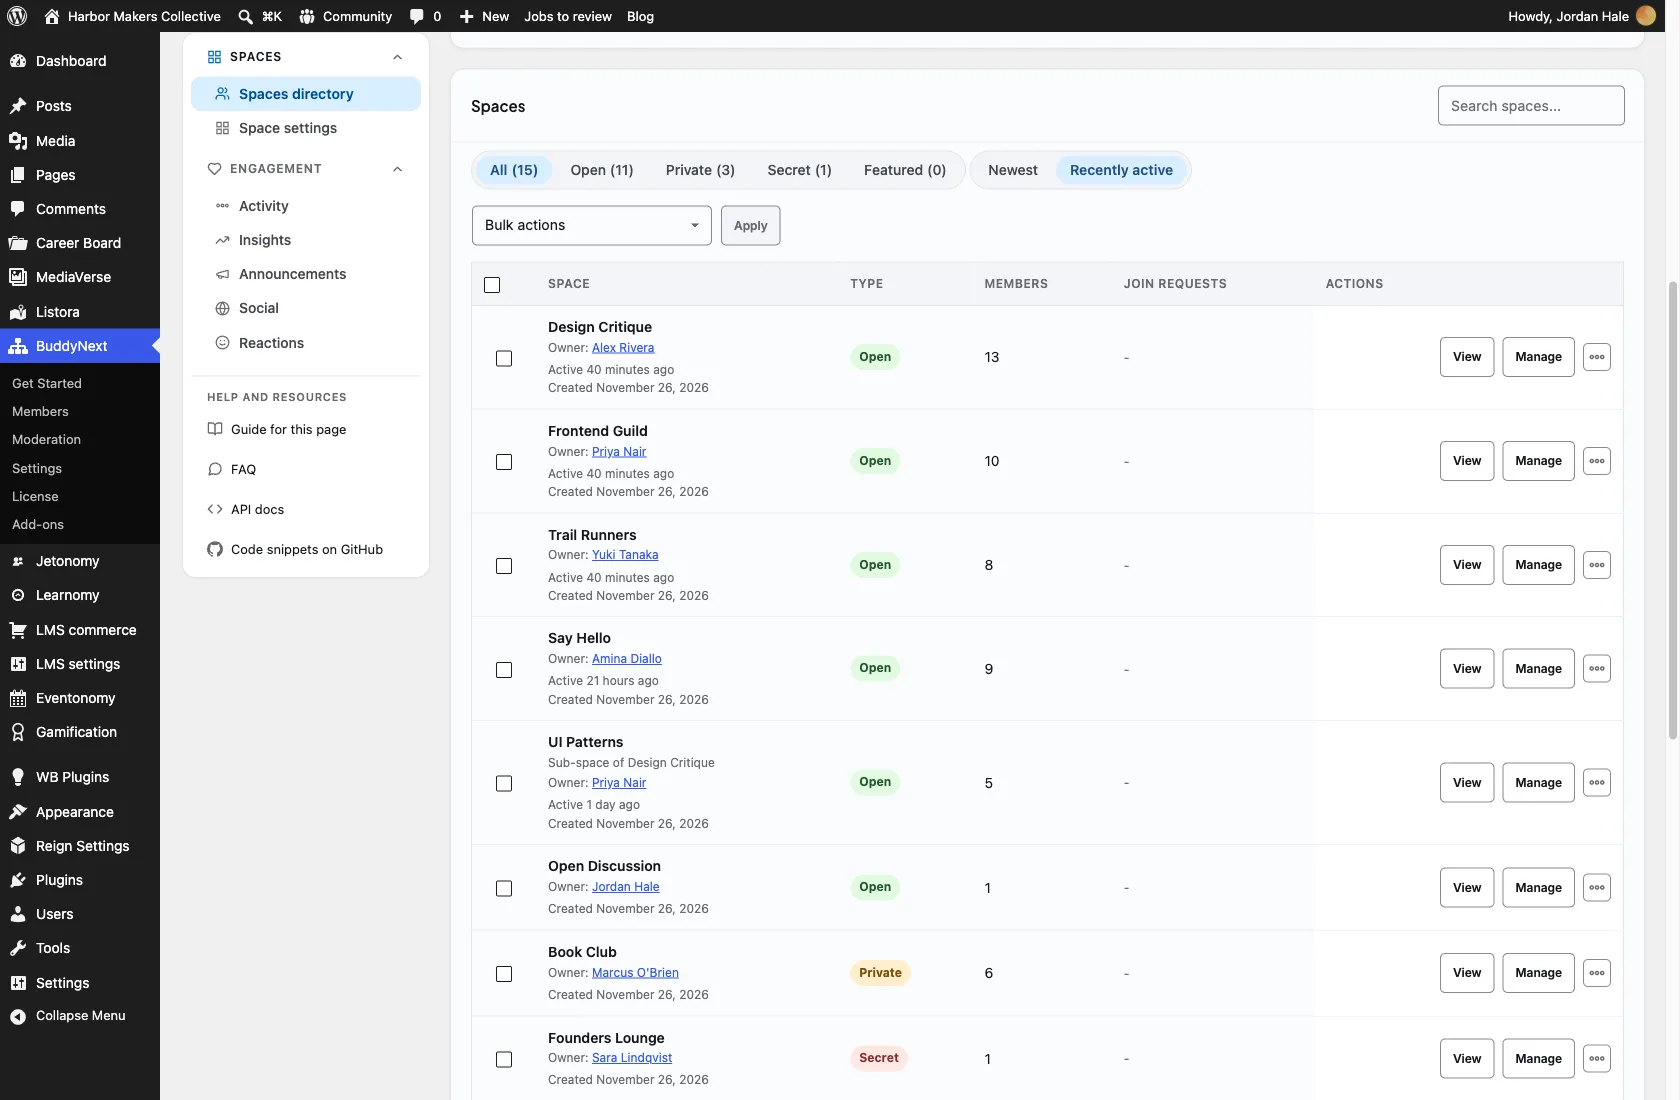 Harbor Makers Collective
⌘K
Community
0
New
Jobs to review
Blog
Howdy, Jordan Hale
Dashboard
Posts
Media
Pages
Comments
Career Board
MediaVerse
Listora
BuddyNext
Get Started
Members
Moderation
Settings
License
Add-ons
Jetonomy
Learnomy
LMS commerce
LMS settings
Eventonomy
Gamification
WB Plugins
Appearance
Reign Settings
Plugins
Users
Tools
Settings
Collapse Menu
SPACES
Spaces directory
Space settings
ENGAGEMENT
Activity
Insights
Announcements
Social
Reactions
HELP AND RESOURCES
Guide for this page
FAQ
API docs
Code snippets on GitHub
Spaces
Search spaces...
All (15)
Open (11)
Private (3)
Secret (1)
Featured (0)
Newest
Recently active
Bulk actions
Apply
SPACE TYPE MEMBERS JOIN REQUESTS ACTIONS
Design Critique
Owner: Alex Rivera
Active 40 minutes ago
Created November 26, 2026
Open
13
-
View
Manage
Frontend Guild
Owner: Priya Nair
Active 40 minutes ago
Created November 26, 2026
Open
10
-
View
Manage
Trail Runners
Owner: Yuki Tanaka
Active 40 minutes ago
Created November 26, 2026
Open
8
-
View
Manage
Say Hello
Owner: Amina Diallo
Active 21 hours ago
Created November 26, 2026
Open
9
-
View
Manage
UI Patterns
Sub-space of Design Critique
Owner: Priya Nair
Active 1 day ago
Created November 26, 2026
Open
5
-
View
Manage
Open Discussion
Owner: Jordan Hale
Created November 26, 2026
Open
1
-
View
Manage
Book Club
Owner: Marcus O'Brien
Created November 26, 2026
Private
6
-
View
Manage
Founders Lounge
Owner: Sara Lindqvist
Created November 26, 2026
Secret
1
-
View
Manage